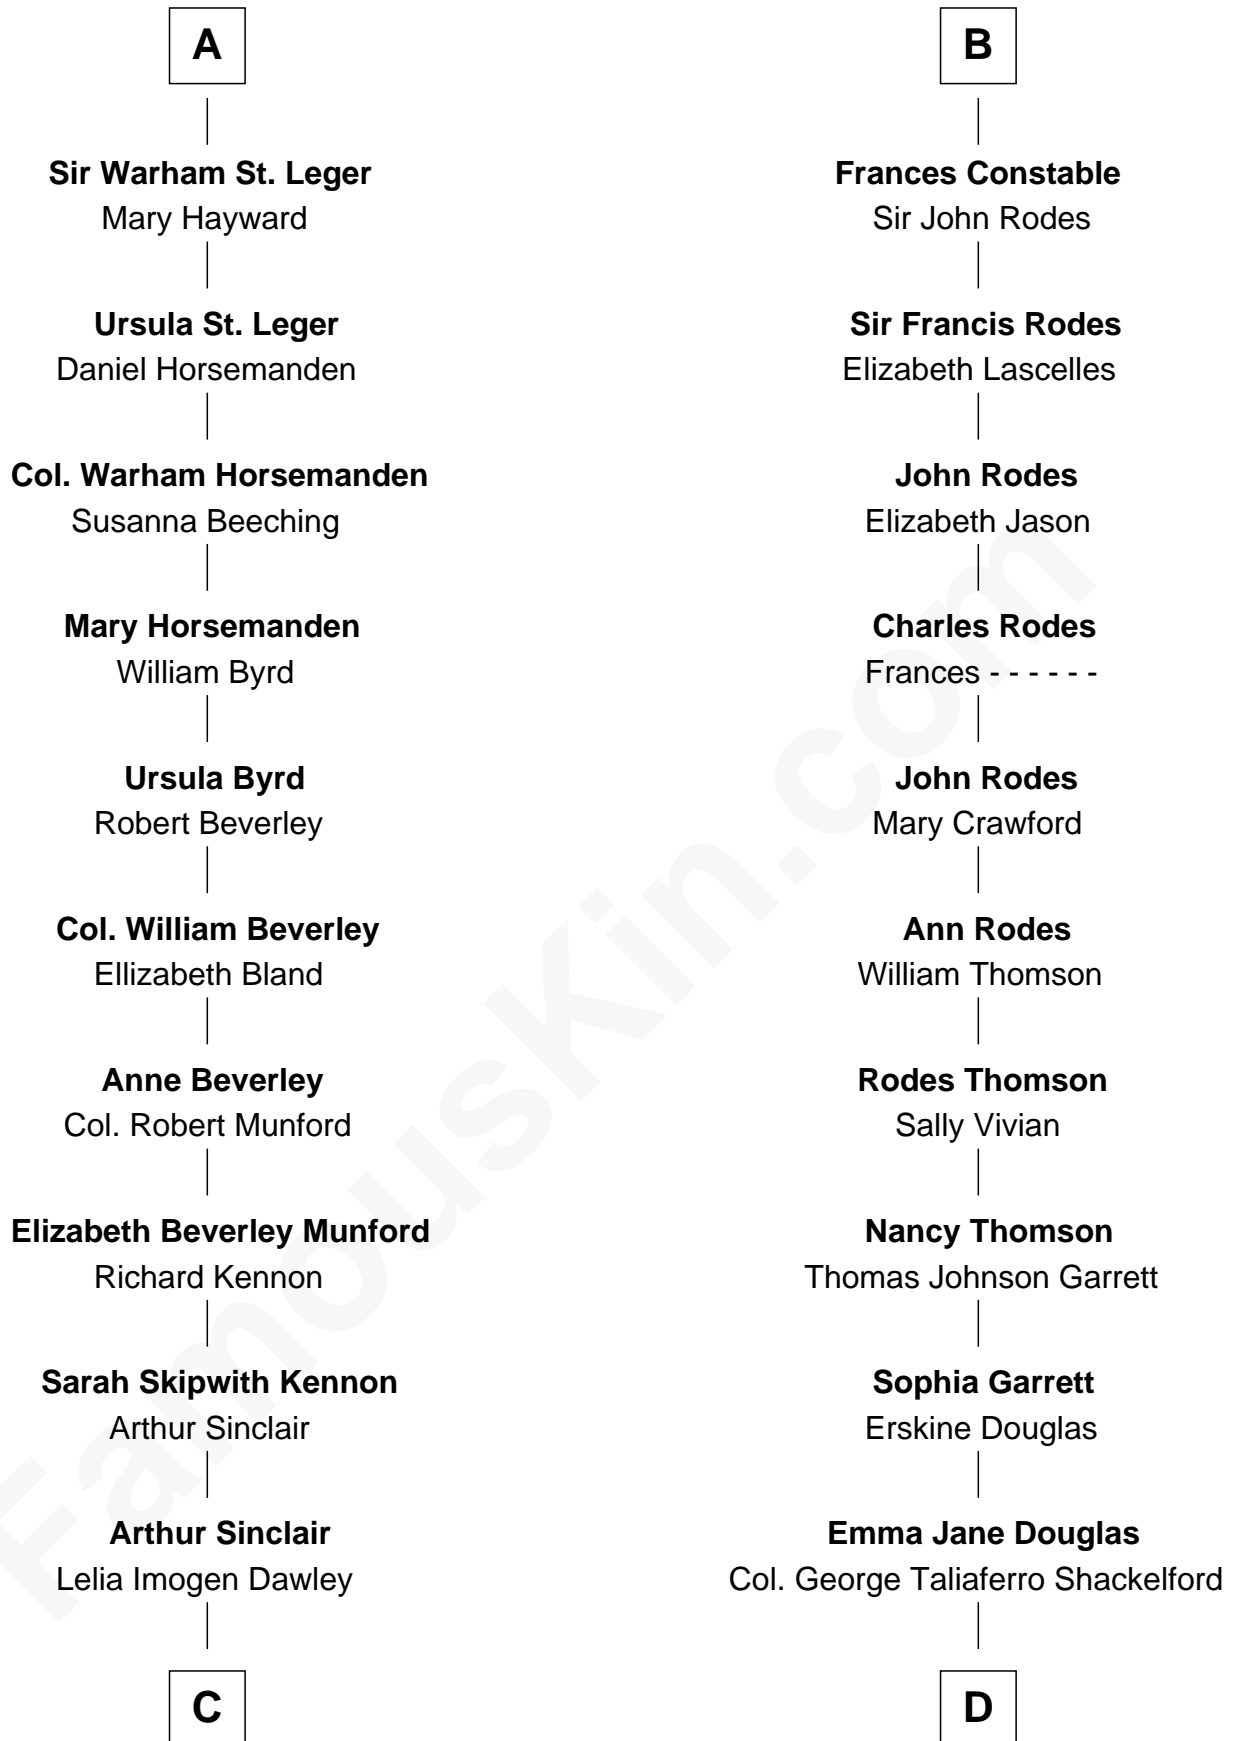 A
Sir Warham St. Leger
Mary Hayward
Ursula St. Leger
Daniel Horsemanden
Col. Warham Horsemanden
Susanna Beeching
Mary Horsemanden
William Byrd
Ursula Byrd
Robert Beverley
Col. William Beverley
Ellizabeth Bland
Anne Beverley
Col. Robert Munford
Elizabeth Beverley Munford
Richard Kennon
Sarah Skipwith Kennon
Arthur Sinclair
Arthur Sinclair
Lelia Imogen Dawley
C
B
Frances Constable
Sir John Rodes
Sir Francis Rodes
Elizabeth Lascelles
John Rodes
Elizabeth Jason
Charles Rodes
Frances - - - - - -
John Rodes
Mary Crawford
Ann Rodes
William Thomson
Rodes Thomson
Sally Vivian
Nancy Thomson
Thomas Johnson Garrett
Sophia Garrett
Erskine Douglas
Emma Jane Douglas
Col. George Taliaferro Shackelford
D
FamousKin.com